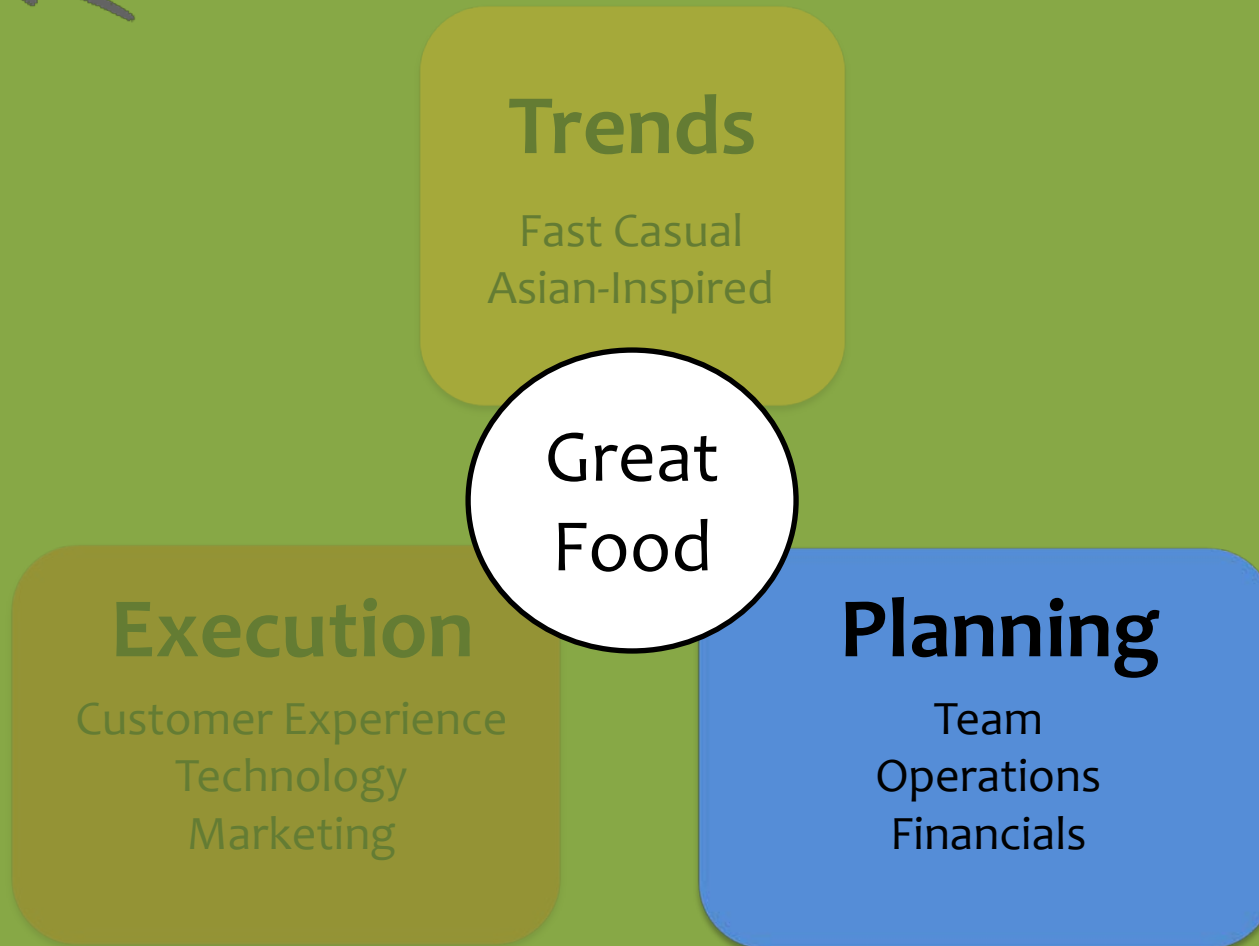 Trends
Fast Casual
Asian-Inspired
Great
Food
Execution
Customer Experience
Technology
Marketing
Planning
Team
Operations
Financials